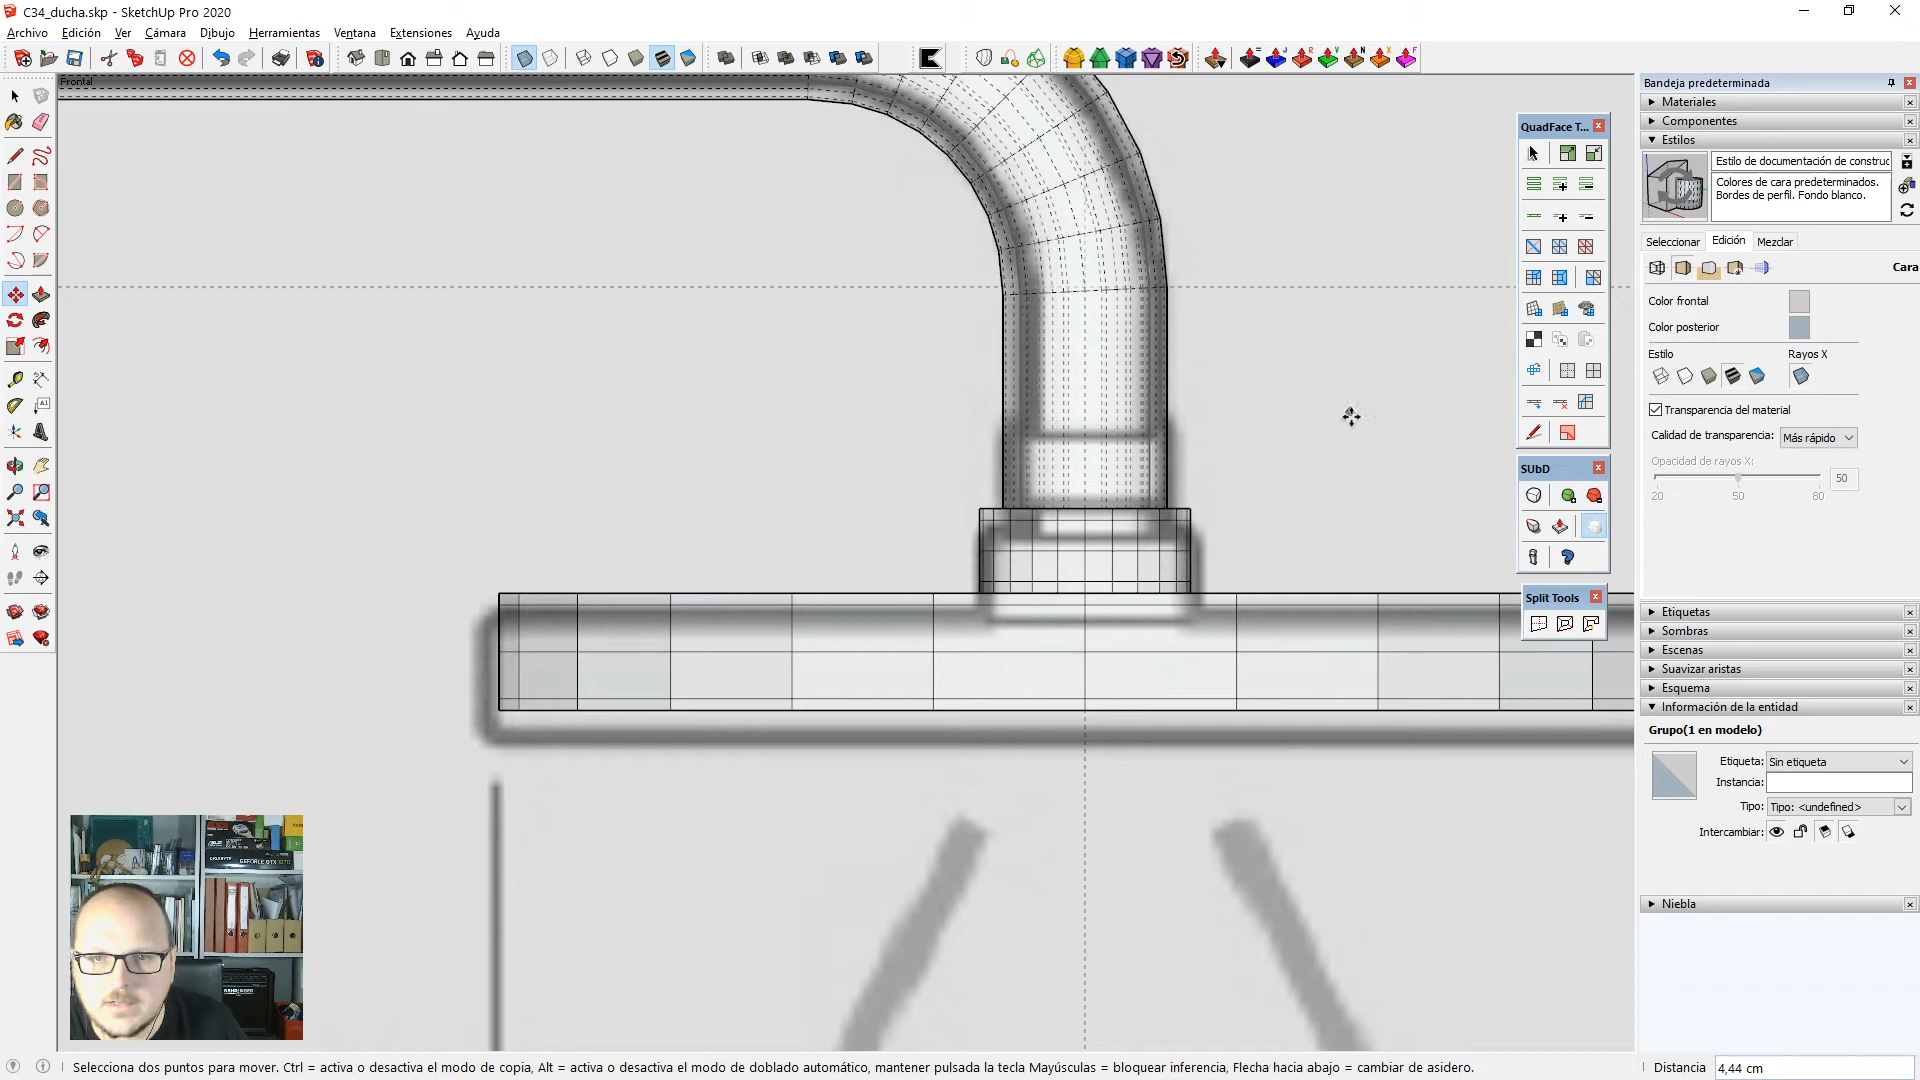 C34_ducha.skp - SketchUp Pro 2020
Archivo Edición Ver Cámara Dibujo Herramientas Ventana Extensiones Ayuda
Frontal
QuadFace T...
SUbD
Split Tools
Bandeja predeterminada
Materiales
Componentes
Estilos
Estilo de documentación de construc
Colores de cara predeterminados.
Bordes de perfil. Fondo blanco.
Seleccionar Edición Mezclar
Cara
Color frontal
Color posterior
Estilo Rayos X
Transparencia del material
Calidad de transparencia: Más rápido
Opacidad de rayos X:
50
20 50 80
Etiquetas
Sombras
Escenas
Suavizar aristas
Esquema
Información de la entidad
Grupo(1 en modelo)
Etiqueta: Sin etiqueta
Instancia:
Tipo: Tipo: <undefined>
Intercambiar:
Niebla
GIGABYTE
GEFORCE GTX 1070
Selecciona dos puntos para mover. Ctrl = activa o desactiva el modo de copia, Alt = activa o desactiva el modo de doblado automático, mantener pulsada la tecla Mayúsculas = bloquear inferencia, Flecha hacia abajo = cambiar de asidero.
Distancia 4,44 cm